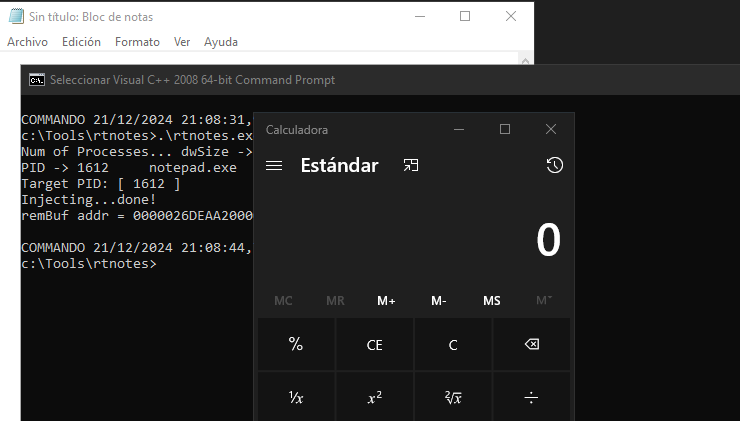 Sin título: Bloc de notas
Archivo Edición Formato Ver Ayuda
Seleccionar Visual C++ 2008 64-bit Command Prompt
COMMANDO 21/12/2024 21:08:31,
c:\Tools\rtnotes>.\rtnotes.ex
Num of Processes... dwSize ->
PID -> 1612 notepad.exe
Target PID: [ 1612 ]
Injecting...done!
remBuf addr = 0000026DEAA2000
COMMANDO 21/12/2024 21:08:44,
c:\Tools\rtnotes>
Calculadora
Estándar
0
MC MR M+ M- MS M˅
% CE C
¹/x x² ²√x ÷